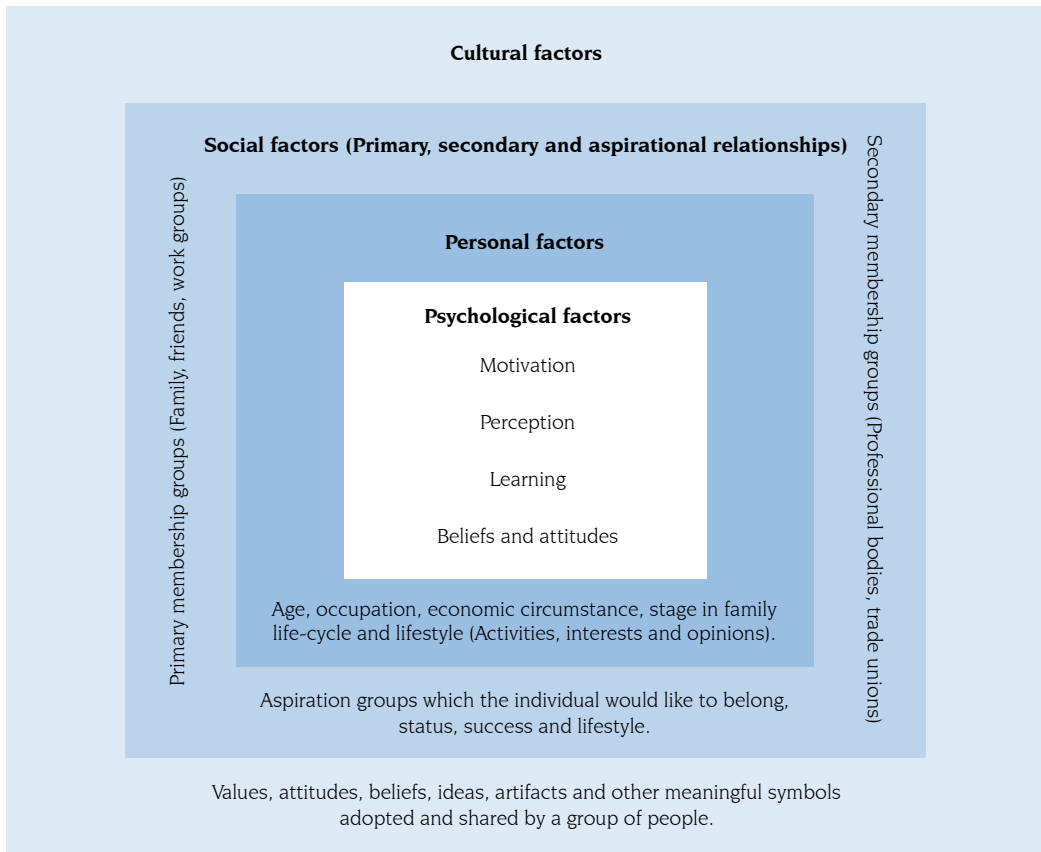 Cultural factors
Social factors (Primary, secondary and aspirational relationships)
Primary membership groups (Family, friends, work groups)
Secondary membership groups (Professional bodies, trade unions)
Personal factors
Psychological factors
Motivation
Perception
Learning
Beliefs and attitudes
Age, occupation, economic circumstance, stage in family
life-cycle and lifestyle (Activities, interests and opinions).
Aspiration groups which the individual would like to belong,
status, success and lifestyle.
Values, attitudes, beliefs, ideas, artifacts and other meaningful symbols
adopted and shared by a group of people.